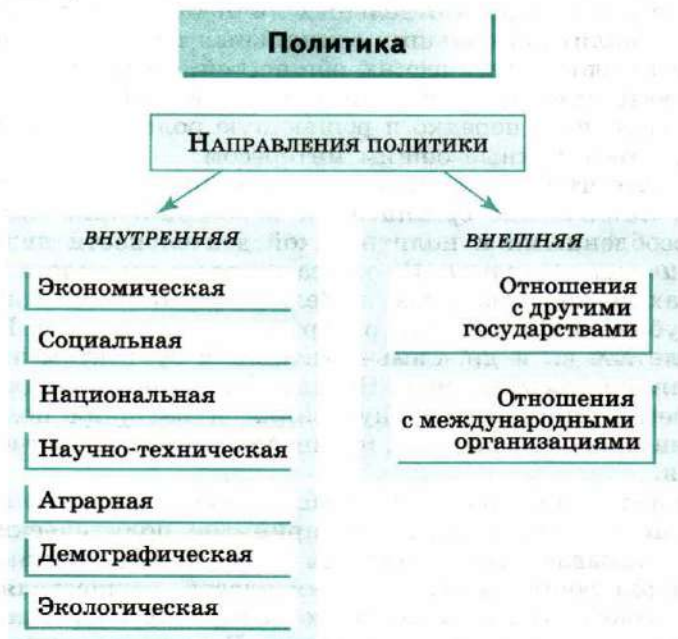 Политика
НАПРАВЛЕНИЯ ПОЛИТИКИ
ВНУТРЕННЯЯ
Экономическая
Социальная
Национальная
Научно-техническая
Аграрная
Демографическая
Экологическая
ВНЕШНЯЯ
Отношения
с другими
государствами
Отношения
с международными
организациями